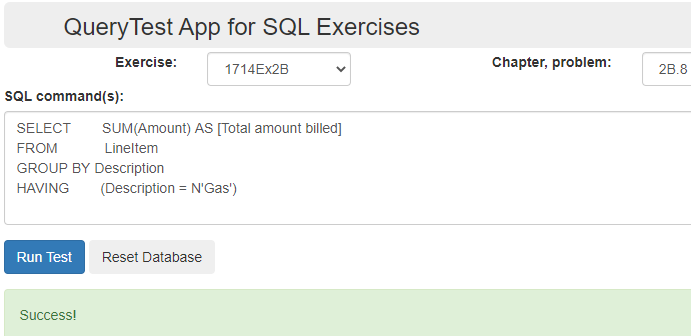 QueryTest App for SQL Exercises
Exercise: 1714Ex2B Chapter, problem: 2B.8
SQL command(s):
SELECT SUM(Amount) AS [Total amount billed]
FROM LineItem
GROUP BY Description
HAVING (Description = N'Gas')
Run Test Reset Database
Success!